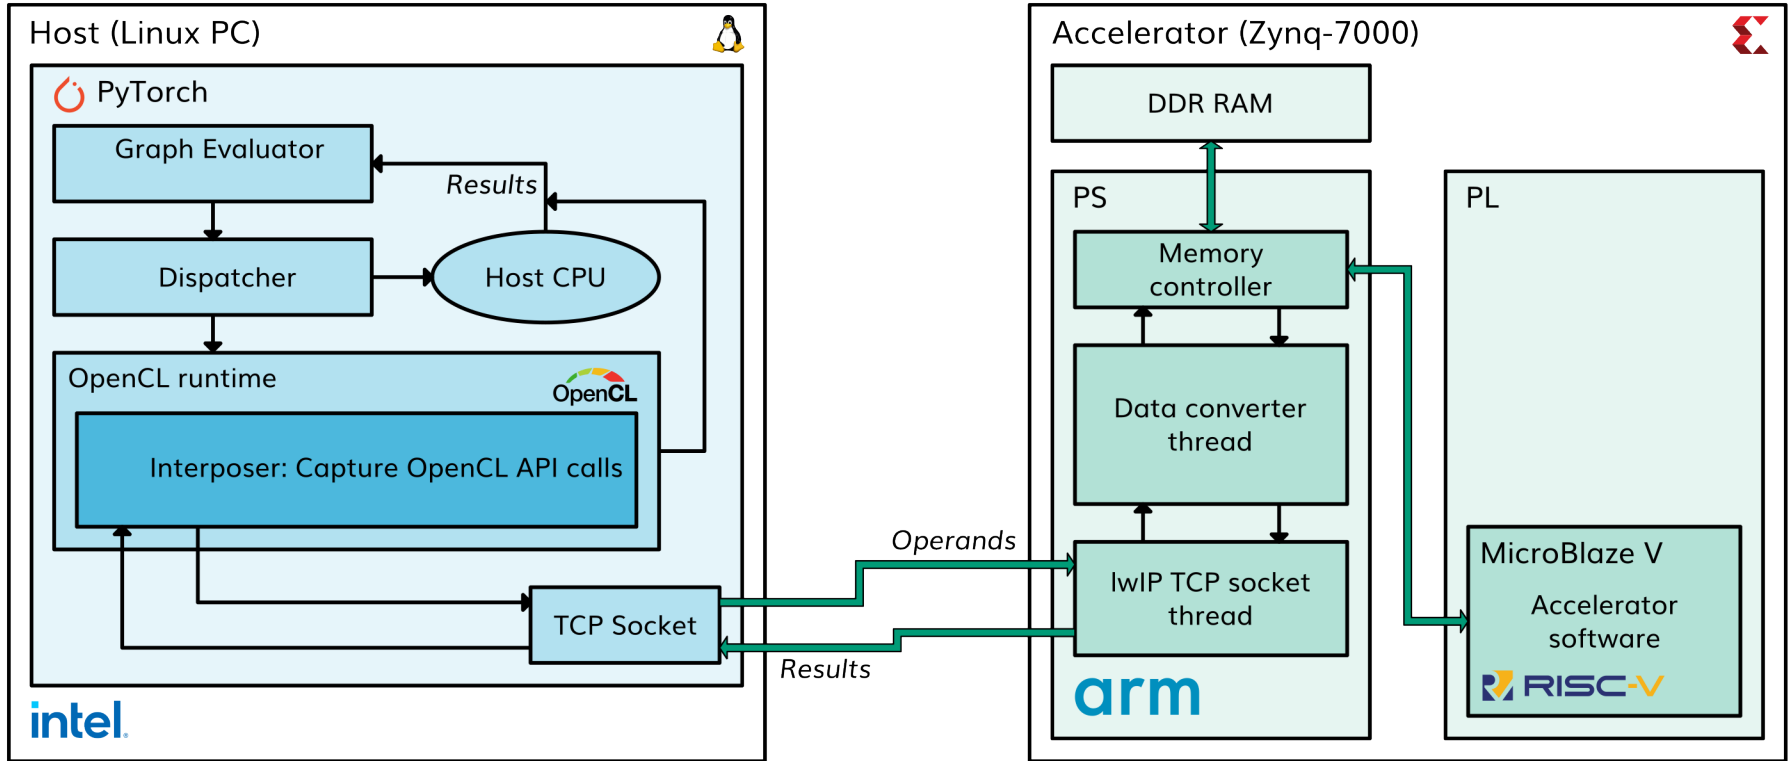 Host (Linux PC)
PyTorch
Graph Evaluator
Results
Dispatcher
Host CPU
OpenCL runtime
OpenCL
Interposer: Capture OpenCL API calls
TCP Socket
intel.
Operands
Results
Accelerator (Zynq-7000)
DDR RAM
PS
Memory
controller
Data converter
thread
lwIP TCP socket
thread
arm
PL
MicroBlaze V
Accelerator
software
RISC-V